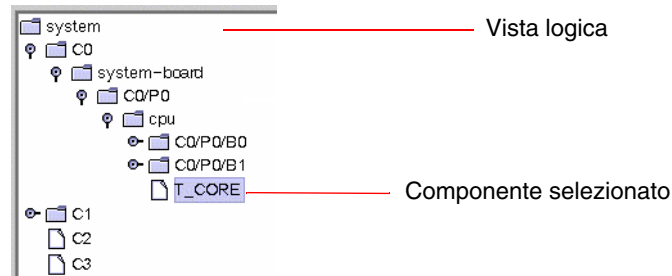 system
Vista logica
C0
system-board
C0/P0
cpu
C0/P0/B0
C0/P0/B1
T_CORE
Componente selezionato
C1
C2
C3